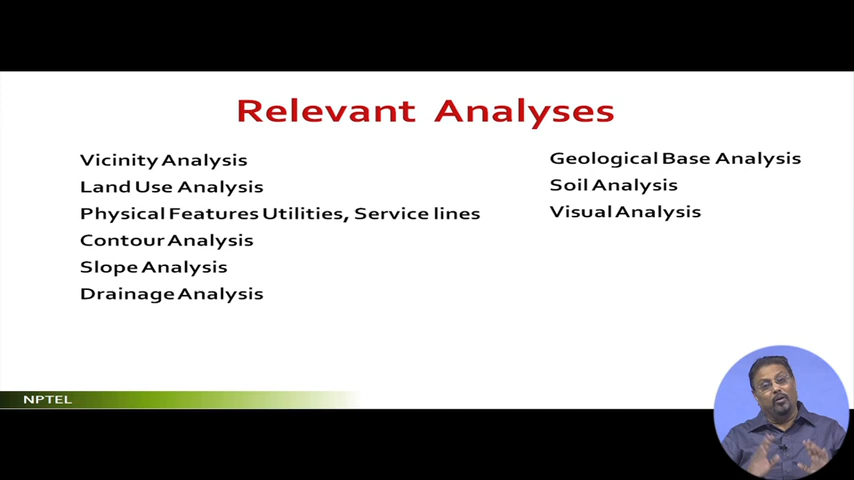 Relevant Analyses
Vicinity Analysis
Land Use Analysis
Physical Features Utilities, Service lines
Contour Analysis
Slope Analysis
Drainage Analysis
Geological Base Analysis
Soil Analysis
Visual Analysis
NPTEL